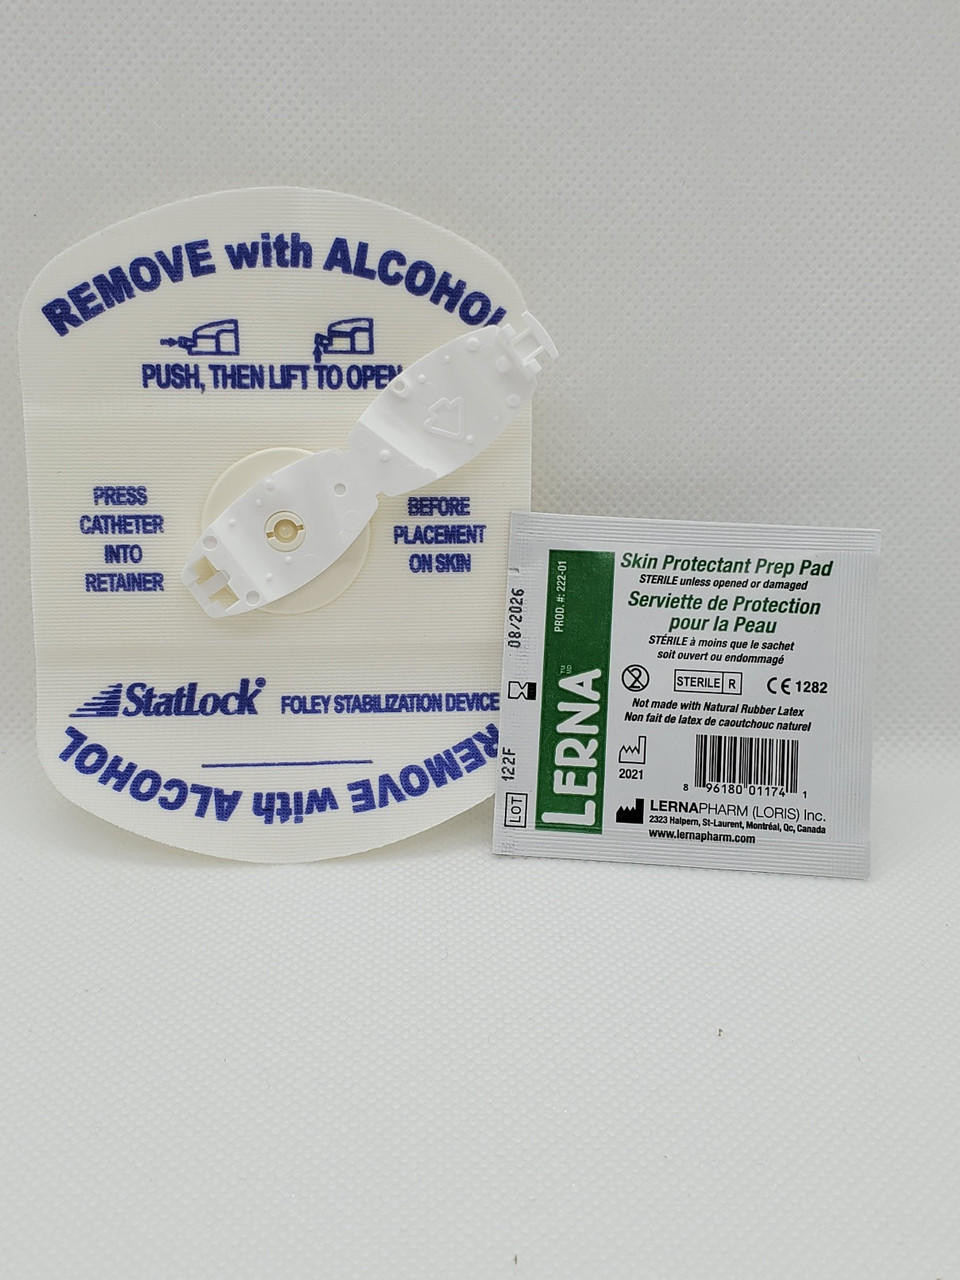 REMOVE with ALCOHOL
PUSH, THEN LIFT TO OPEN
PRESS
CATHETER
INTO
RETAINER
BEFORE
PLACEMENT
ON SKIN
StatLock® FOLEY STABILIZATION DEVICE
REMOVE with ALCOHOL
08/2026
LOT 122F
PROD. #: 222-01
LERNA TM/MD
Skin Protectant Prep Pad
STERILE unless opened or damaged
Serviette de Protection
pour la Peau
STÉRILE à moins que le sachet
soit ouvert ou endommagé
2 STERILE R CE 1282
Not made with Natural Rubber Latex
Non fait de latex de caoutchouc naturel
2021
8 96180 01174 1
LERNAPHARM (LORIS) Inc.
2323 Halpern, St-Laurent, Montréal, Qc, Canada
www.lernapharm.com